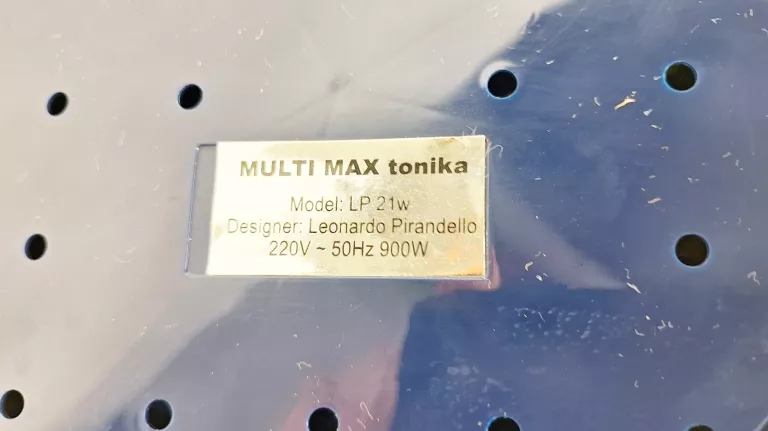 MULTI MAX tonika
Model: LP 21w
Designer: Leonardo Pirandello
220V ~ 50Hz 900W